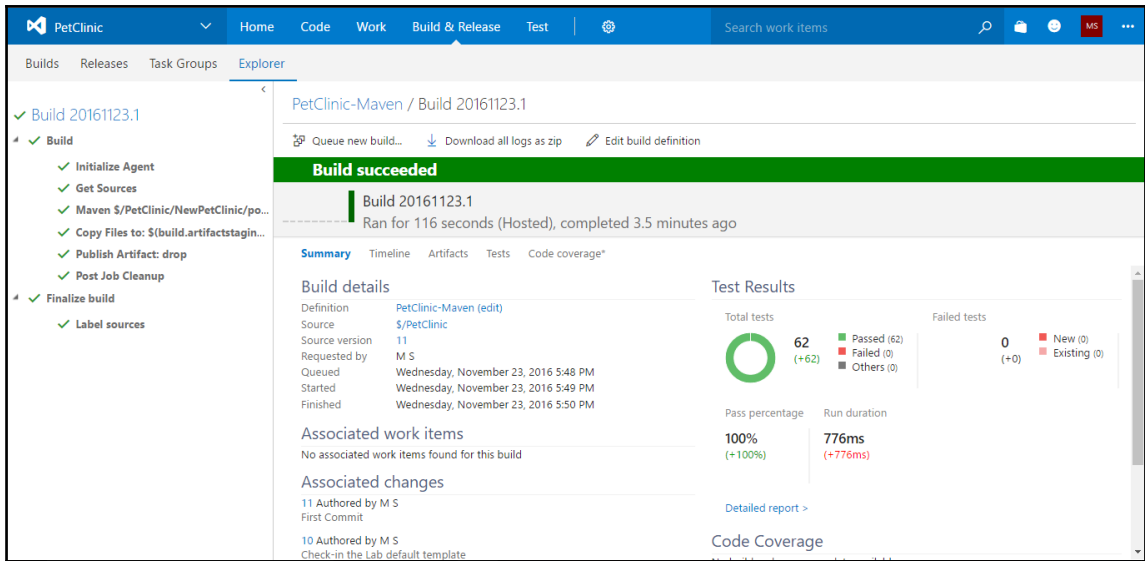 PetClinic Home Code Work Build & Release Test Search work items MS
Builds Releases Task Groups Explorer
Build 20161123.1
Build
Initialize Agent
Get Sources
Maven $/PetClinic/NewPetClinic/po...
Copy Files to: $(build.artifactstagin...
Publish Artifact: drop
Post Job Cleanup
Finalize build
Label sources
PetClinic-Maven / Build 20161123.1
Queue new build... Download all logs as zip Edit build definition
Build succeeded
Build 20161123.1
Ran for 116 seconds (Hosted), completed 3.5 minutes ago
Summary Timeline Artifacts Tests Code coverage*
Build details
Definition PetClinic-Maven (edit)
Source $/PetClinic
Source version 11
Requested by M S
Queued Wednesday, November 23, 2016 5:48 PM
Started Wednesday, November 23, 2016 5:49 PM
Finished Wednesday, November 23, 2016 5:50 PM
Associated work items
No associated work items found for this build
Associated changes
11 Authored by M S
First Commit
10 Authored by M S
Check-in the Lab default template
Test Results
Total tests
62
(+62)
Passed (62)
Failed (0)
Others (0)
Failed tests
0
(+0)
New (0)
Existing (0)
Pass percentage
100%
(+100%)
Run duration
776ms
(+776ms)
Detailed report >
Code Coverage